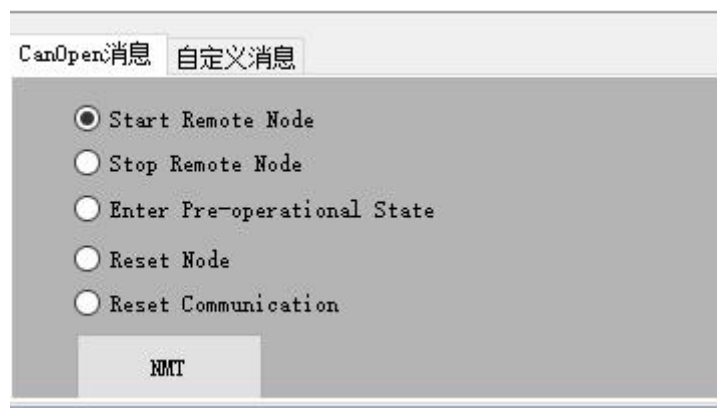 CanOpen消息 自定义消息
Start Remote Node
Stop Remote Node
Enter Pre-operational State
Reset Node
Reset Communication
NMT